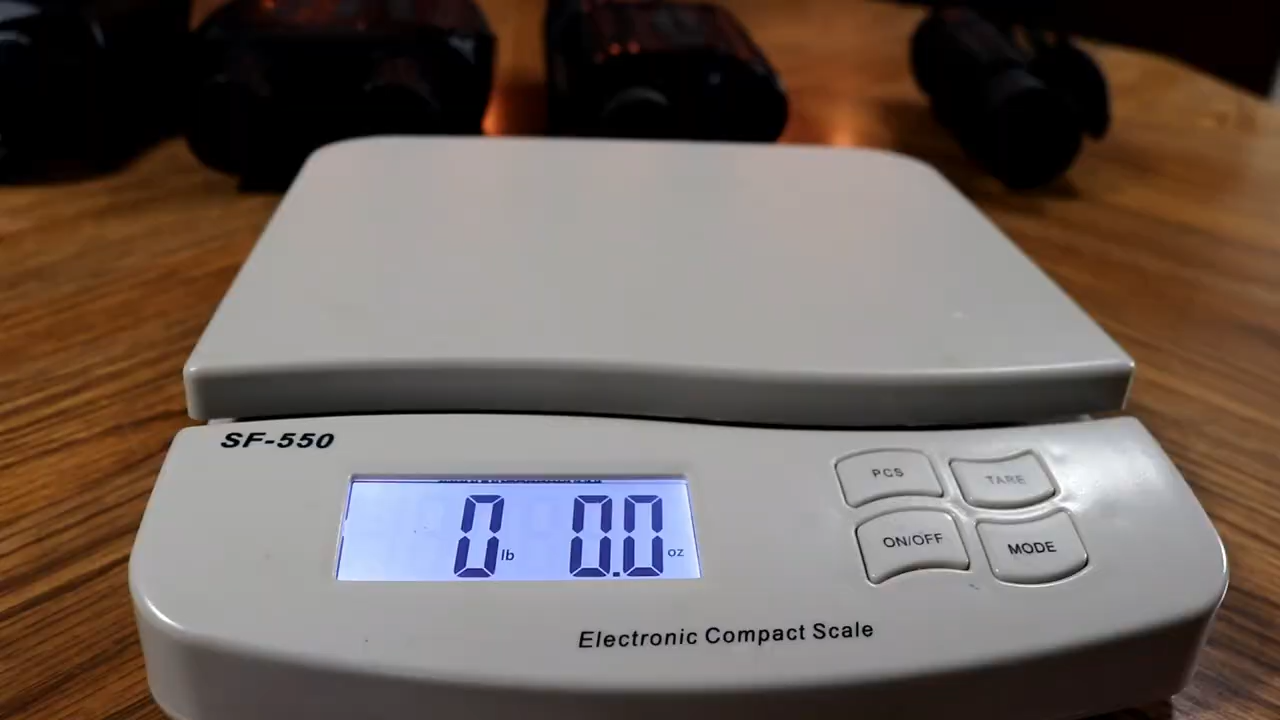 SF-550
0 lb 0.0 oz
PCS TARE
ON/OFF MODE
Electronic Compact Scale